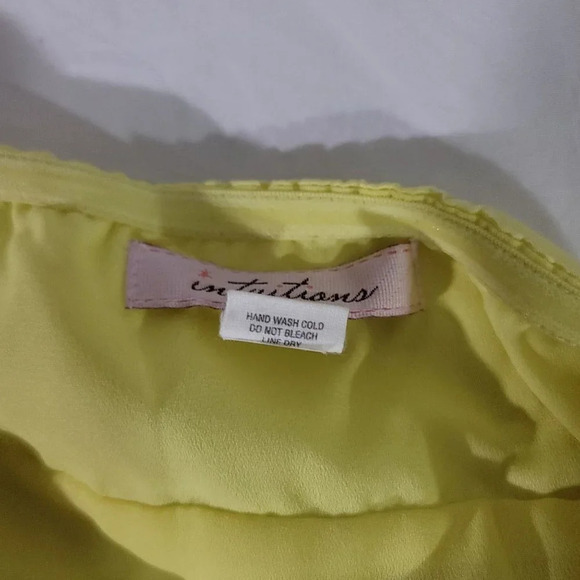 intuitions
HAND WASH COLD
DO NOT BLEACH
LINE DRY